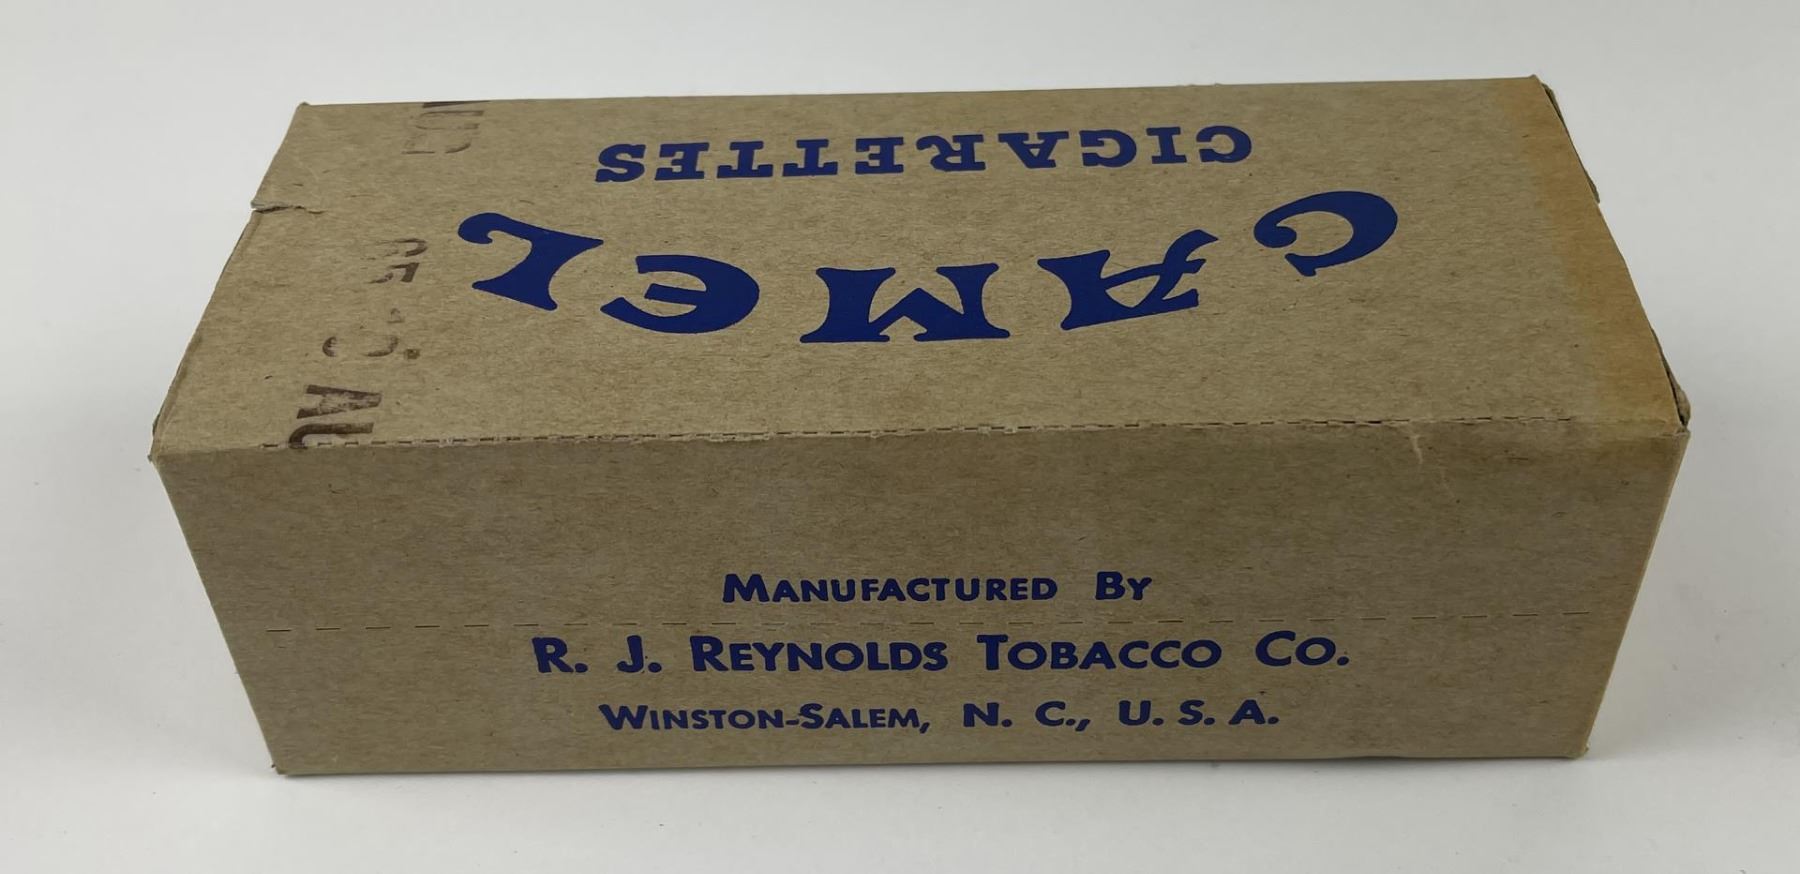 CAMEL
CIGARETTES
MANUFACTURED BY
R. J. REYNOLDS TOBACCO CO.
WINSTON-SALEM, N. C., U. S. A.